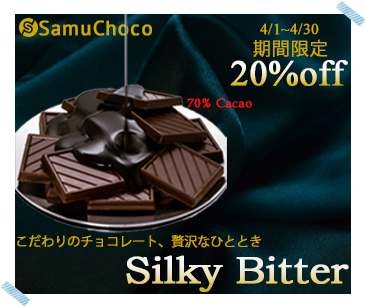 SamuChoco
4/1~4/30
期間限定
20%off
70% Cacao
こだわりのチョコレート、贅沢なひととき
Silky Bitter